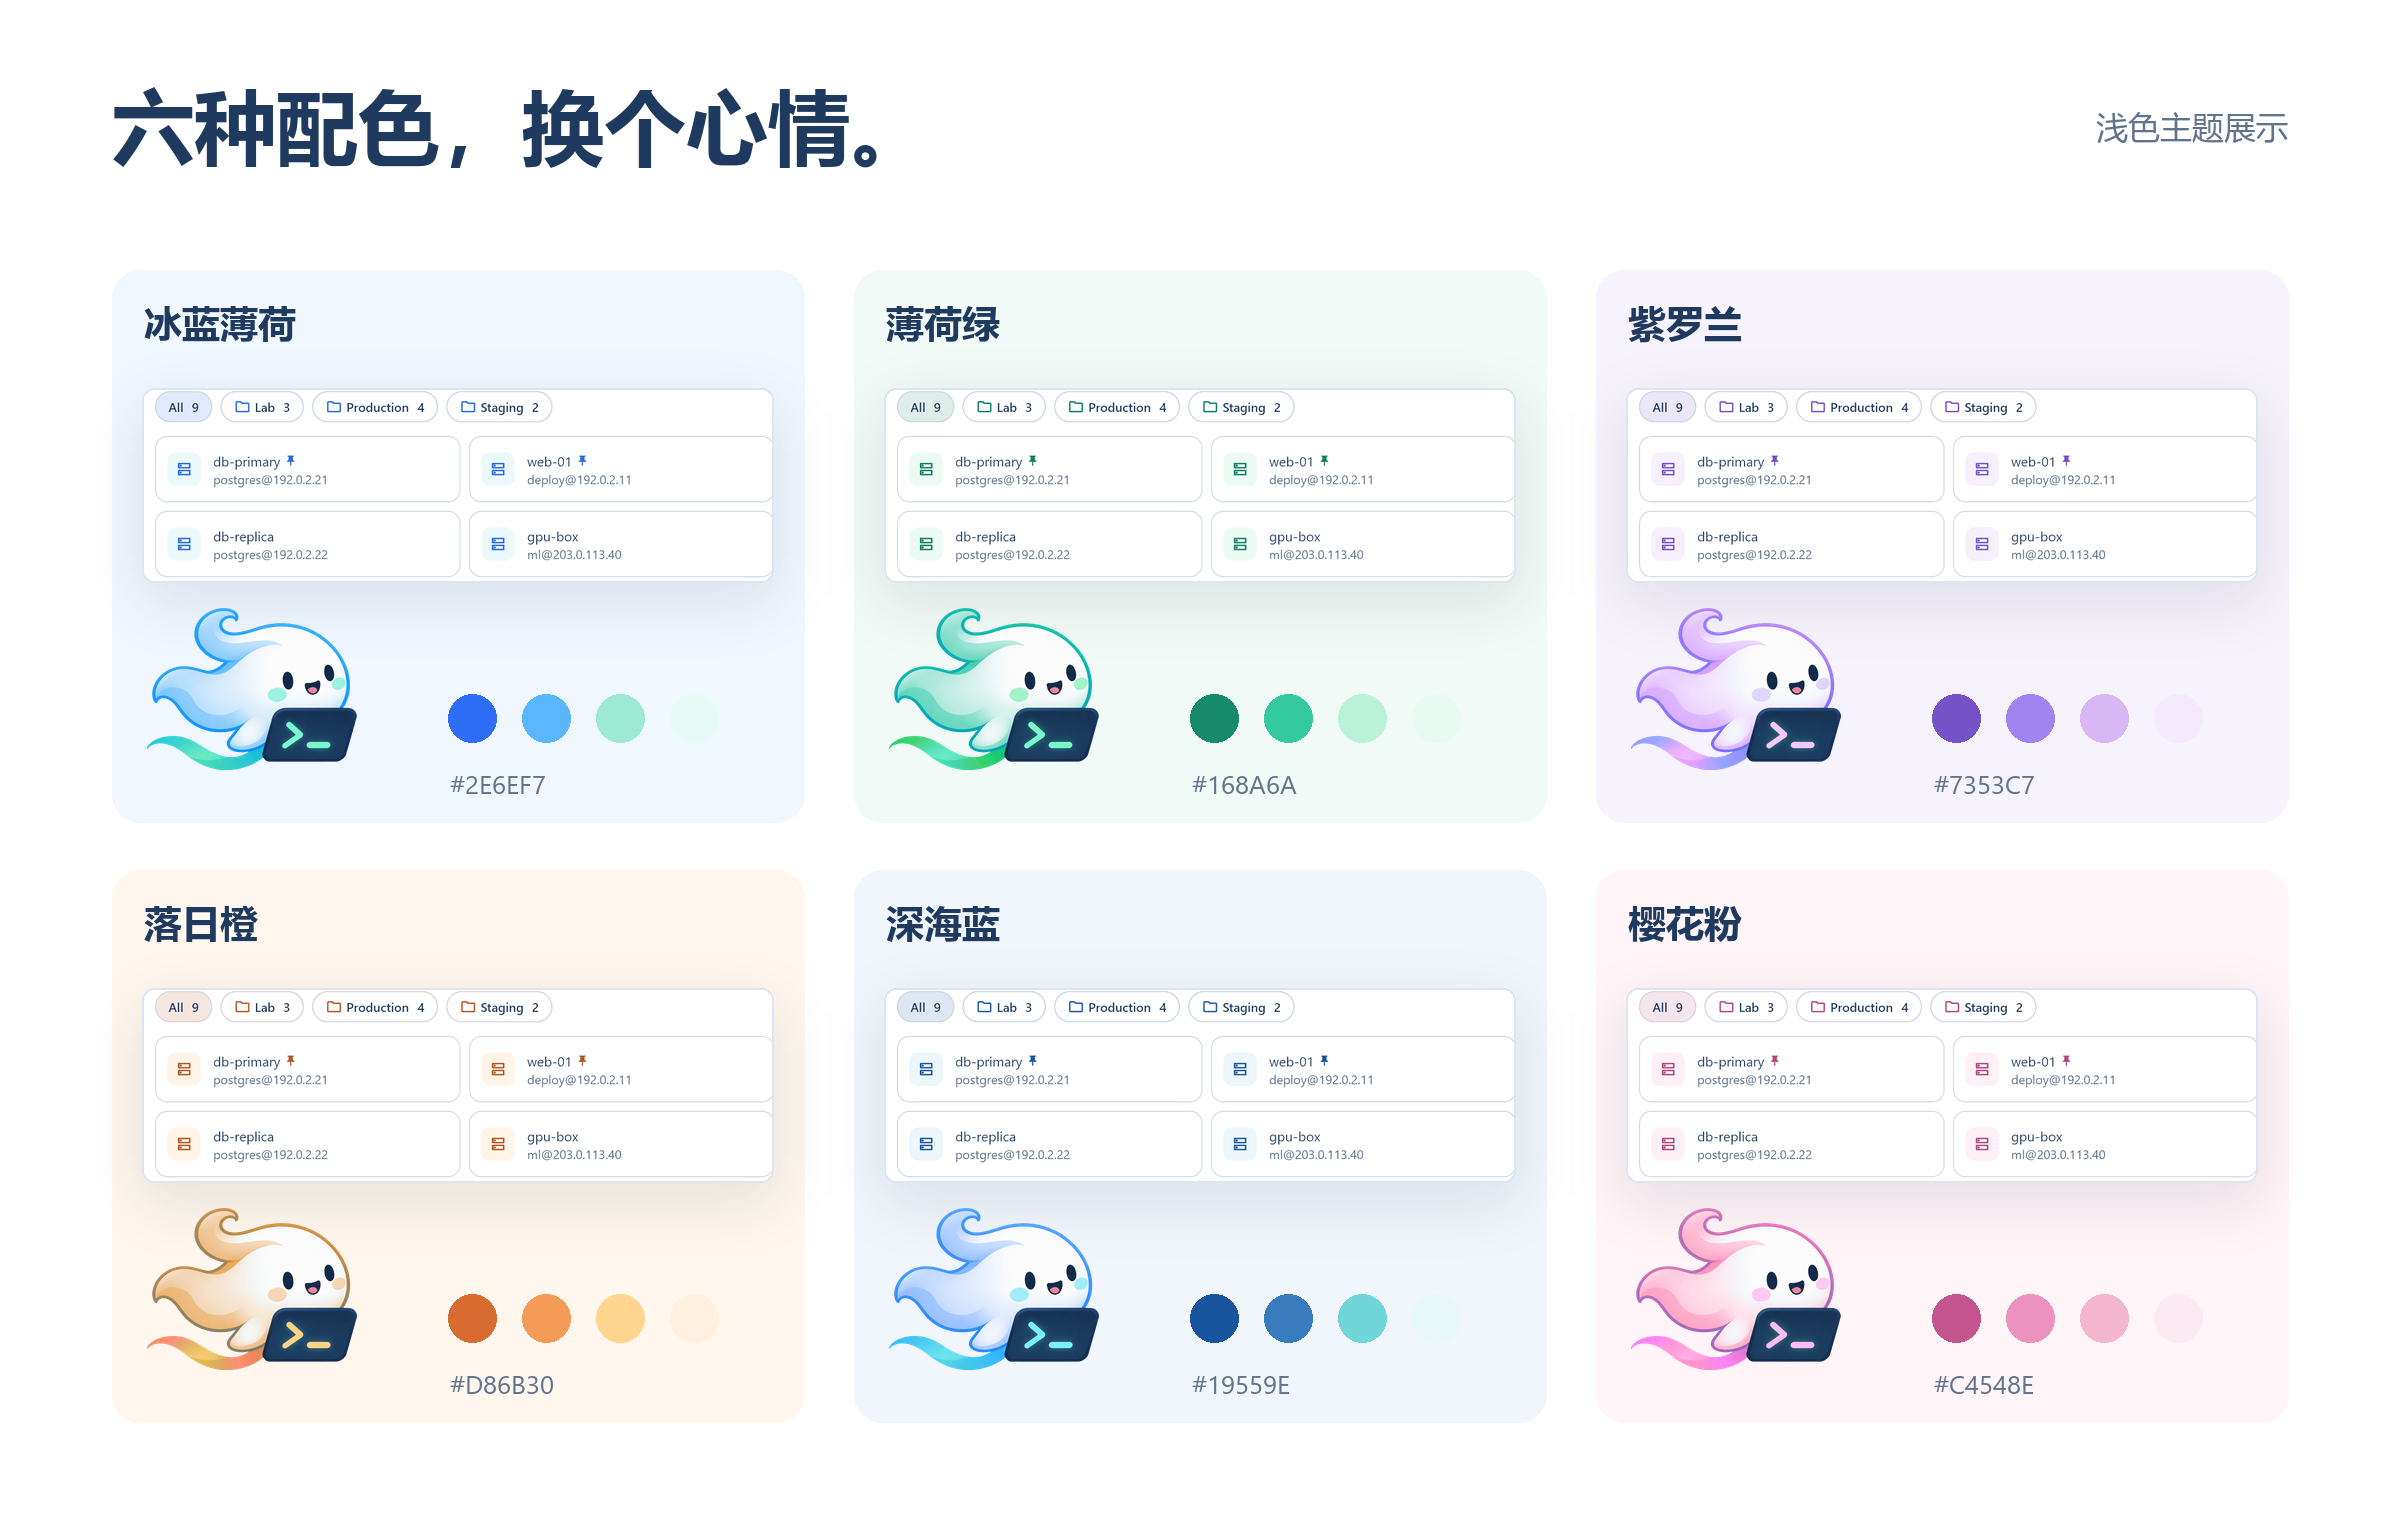 六种配色，换个心情。
浅色主题展示
冰蓝薄荷
All 9 Lab 3 Production 4 Staging 2
db-primary web-01
postgres@192.0.2.21 deploy@192.0.2.11
db-replica gpu-box
postgres@192.0.2.22 ml@203.0.113.40
>_
#2E6EF7
薄荷绿
All 9 Lab 3 Production 4 Staging 2
db-primary web-01
postgres@192.0.2.21 deploy@192.0.2.11
db-replica gpu-box
postgres@192.0.2.22 ml@203.0.113.40
>_
#168A6A
紫罗兰
All 9 Lab 3 Production 4 Staging 2
db-primary web-01
postgres@192.0.2.21 deploy@192.0.2.11
db-replica gpu-box
postgres@192.0.2.22 ml@203.0.113.40
>_
#7353C7
落日橙
All 9 Lab 3 Production 4 Staging 2
db-primary web-01
postgres@192.0.2.21 deploy@192.0.2.11
db-replica gpu-box
postgres@192.0.2.22 ml@203.0.113.40
>_
#D86B30
深海蓝
All 9 Lab 3 Production 4 Staging 2
db-primary web-01
postgres@192.0.2.21 deploy@192.0.2.11
db-replica gpu-box
postgres@192.0.2.22 ml@203.0.113.40
>_
#19559E
樱花粉
All 9 Lab 3 Production 4 Staging 2
db-primary web-01
postgres@192.0.2.21 deploy@192.0.2.11
db-replica gpu-box
postgres@192.0.2.22 ml@203.0.113.40
>_
#C4548E